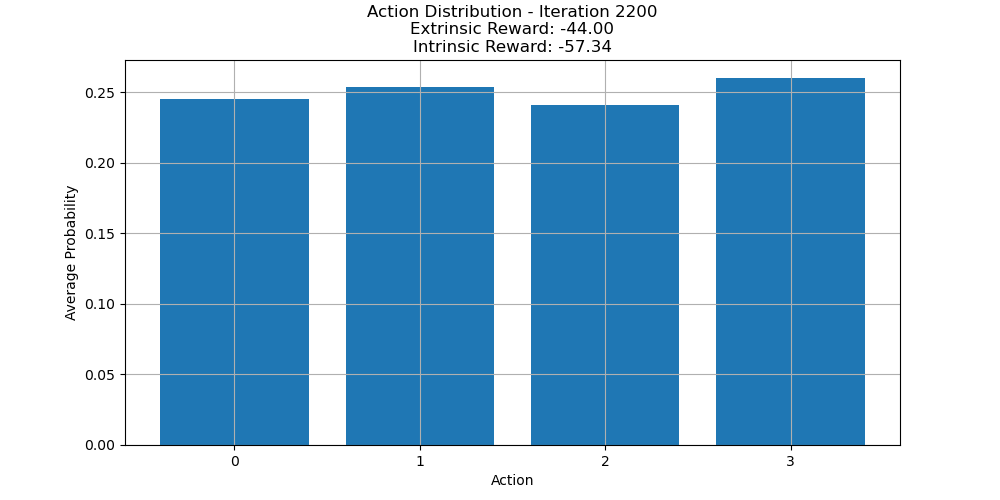 Action Distribution - Iteration 2200
Extrinsic Reward: -44.00
Intrinsic Reward: -57.34
Average Probability
0.25
0.20
0.15
0.10
0.05
0.00
0 1 2 3
Action